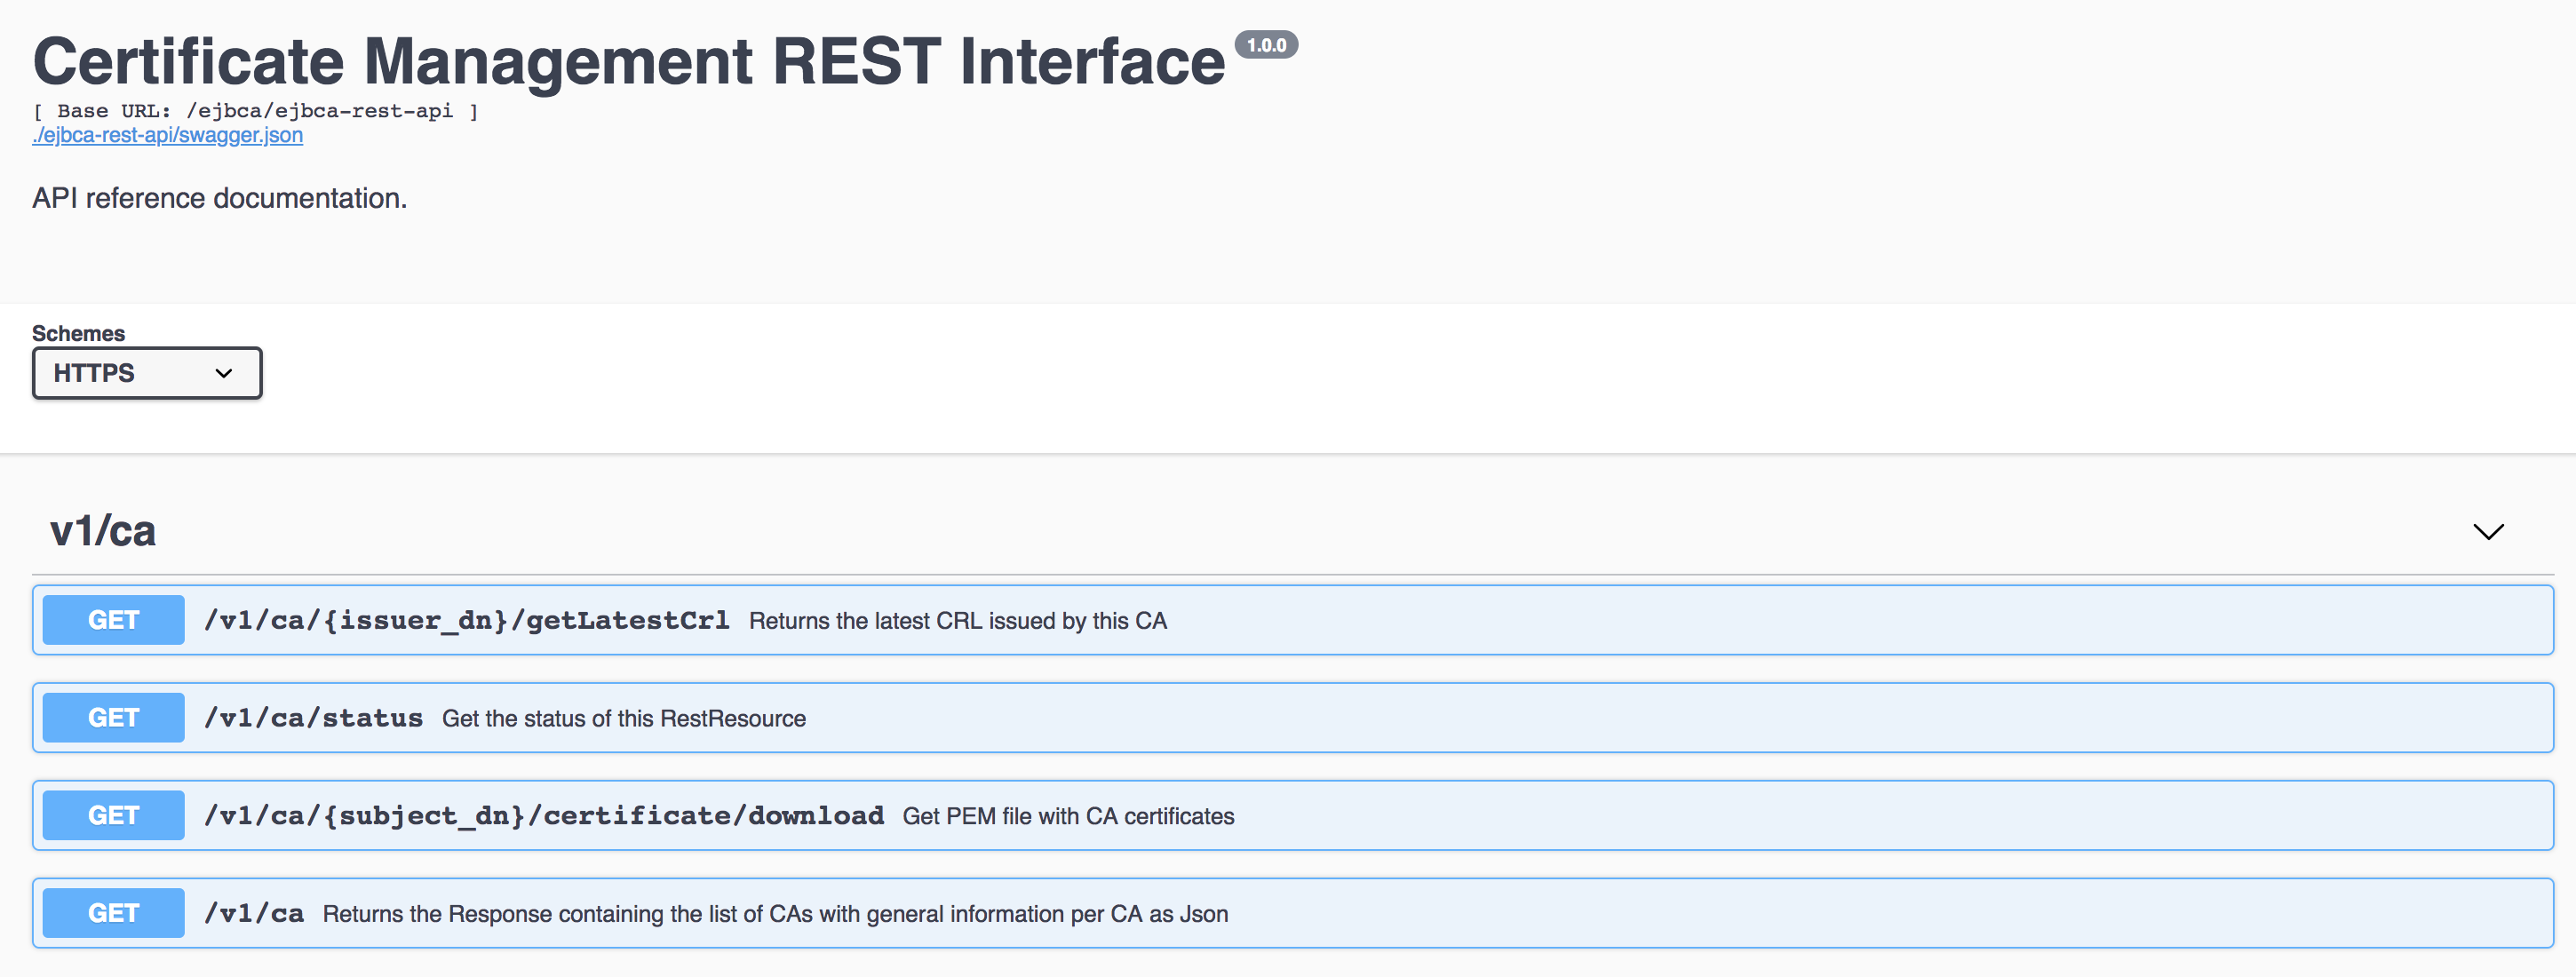 Certificate Management REST Interface 1.0.0
[ Base URL: /ejbca/ejbca-rest-api ]
./ejbca-rest-api/swagger.json
API reference documentation.
Schemes
HTTPS
v1/ca
GET /v1/ca/{issuer_dn}/getLatestCrl Returns the latest CRL issued by this CA
GET /v1/ca/status Get the status of this RestResource
GET /v1/ca/{subject_dn}/certificate/download Get PEM file with CA certificates
GET /v1/ca Returns the Response containing the list of CAs with general information per CA as Json